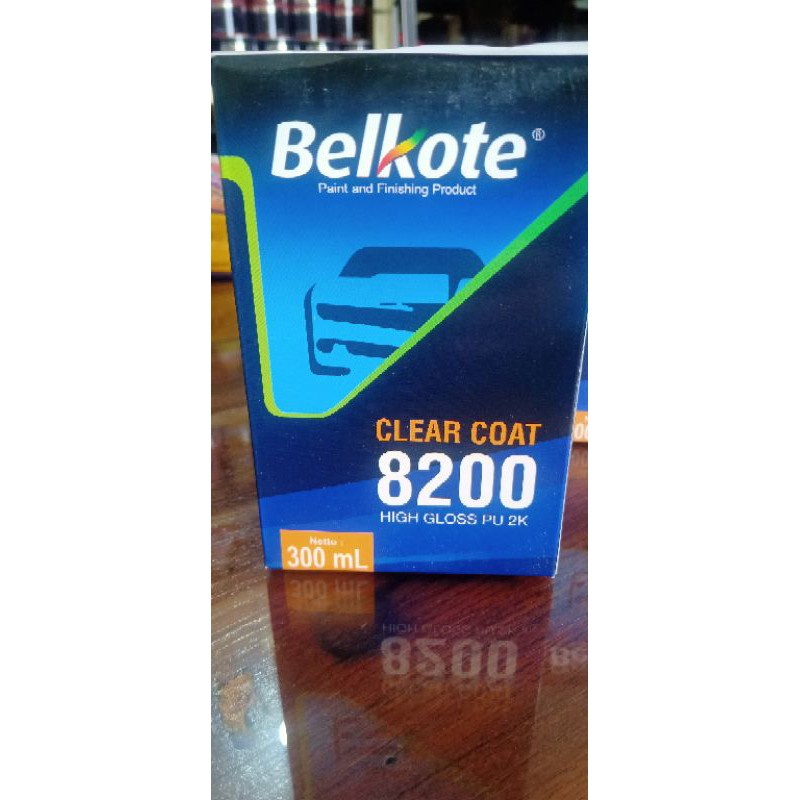 Belkote®
Paint and Finishing Product
CLEAR COAT
8200
HIGH GLOSS PU 2K
Netto :
300 mL